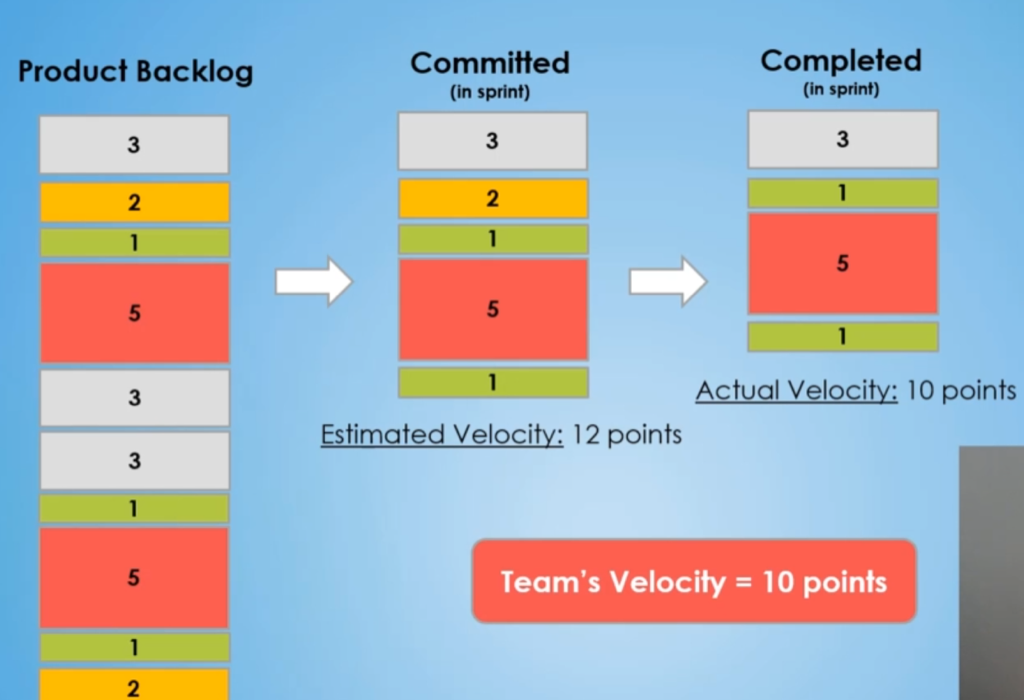 Product Backlog
3
2
1
5
3
3
1
5
1
2
Committed
(in sprint)
3
2
1
5
1
Estimated Velocity: 12 points
Completed
(in sprint)
3
1
5
1
Actual Velocity: 10 points
Team's Velocity = 10 points